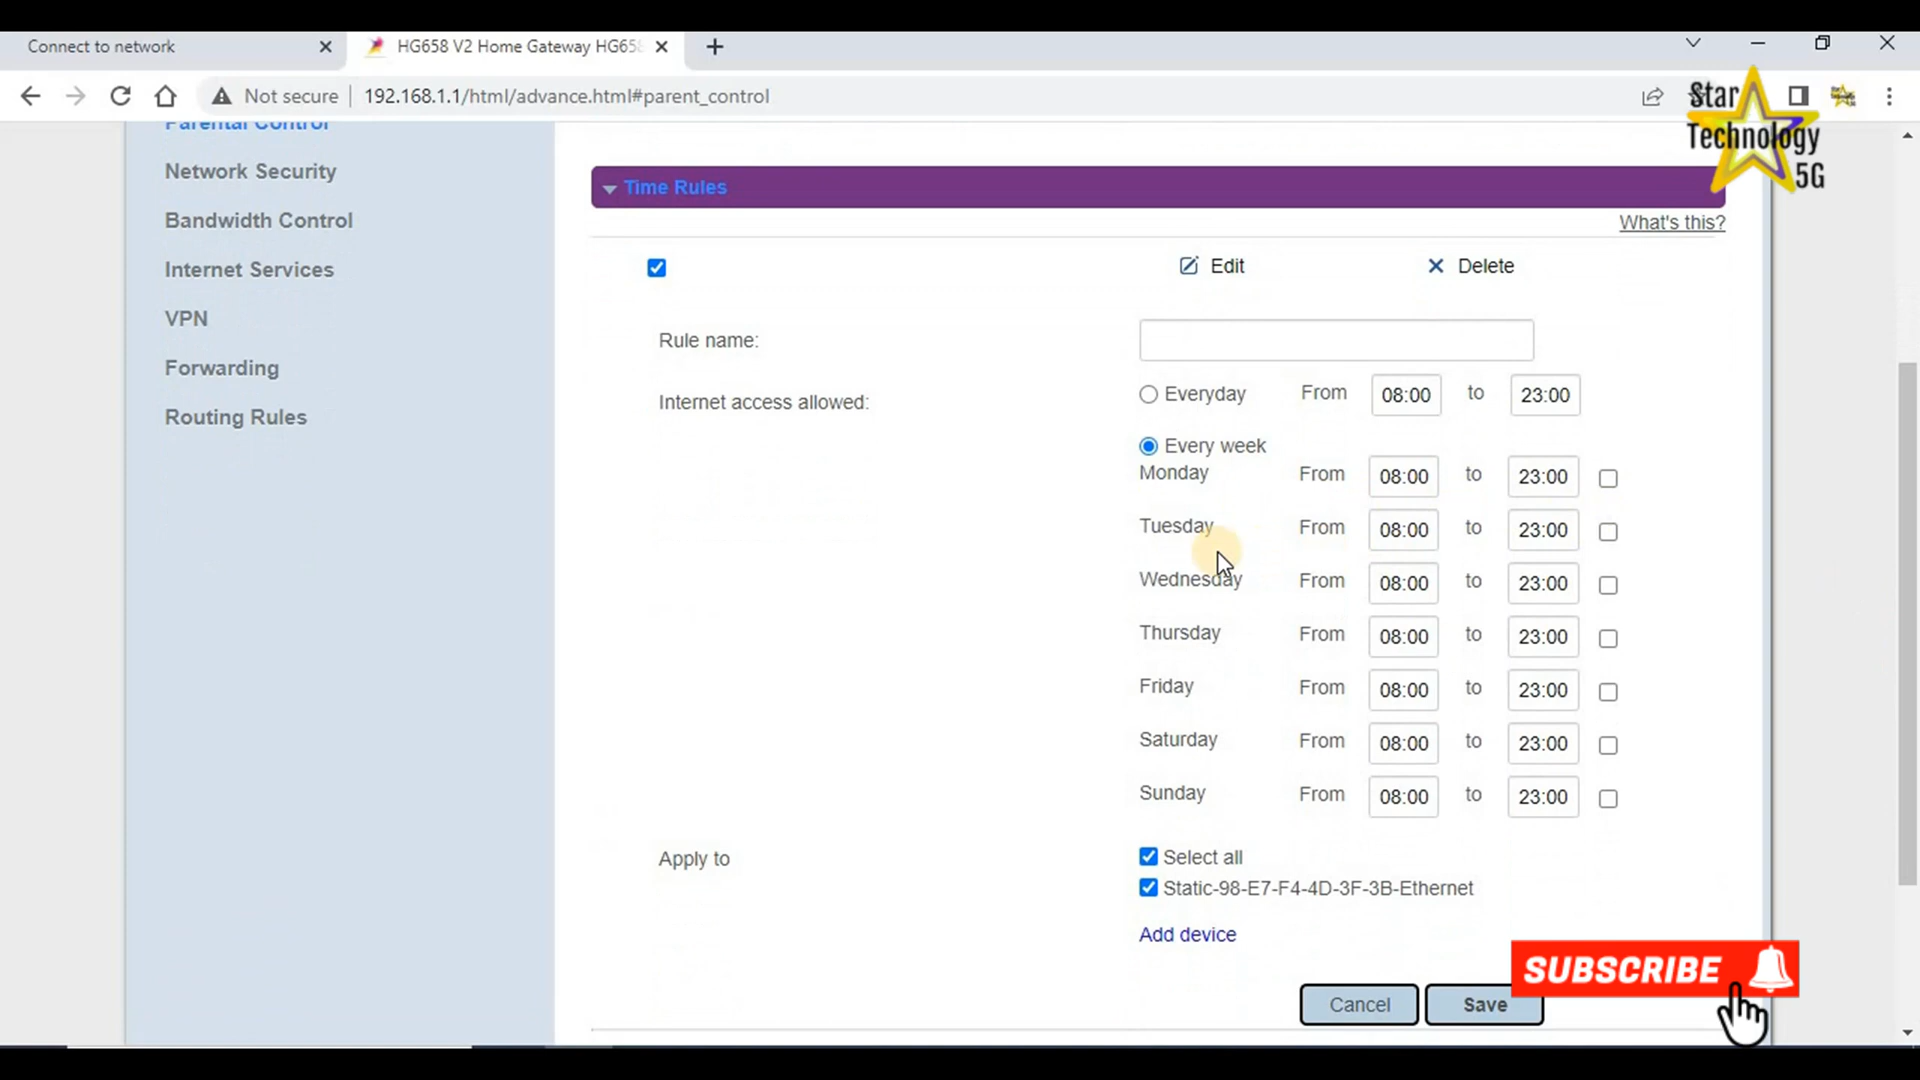 Connect to network
HG658 V2 Home Gateway HG658
Not secure
192.168.1.1/html/advance.html#parent_control
Star
Technology
5G
Parental Control
Network Security
Bandwidth Control
Internet Services
VPN
Forwarding
Routing Rules
Time Rules
What's this?
Edit Delete
Rule name:
Internet access allowed:
Everyday From 08:00 to 23:00
Every week
Monday From 08:00 to 23:00
Tuesday From 08:00 to 23:00
Wednesday From 08:00 to 23:00
Thursday From 08:00 to 23:00
Friday From 08:00 to 23:00
Saturday From 08:00 to 23:00
Sunday From 08:00 to 23:00
Apply to
Select all
Static-98-E7-F4-4D-3F-3B-Ethernet
Add device
Cancel Save
SUBSCRIBE